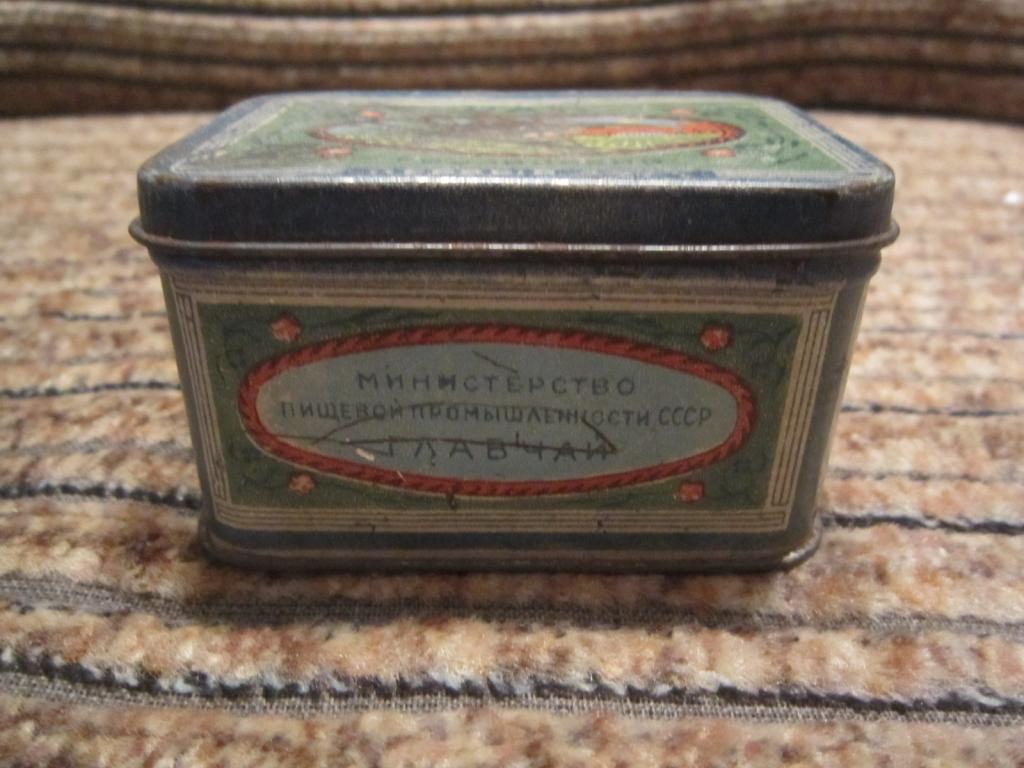 МИНИСТЕРСТВО
ПИЩЕВОЙ ПРОМЫШЛЕННОСТИ СССР
ГЛАВЧАЙ